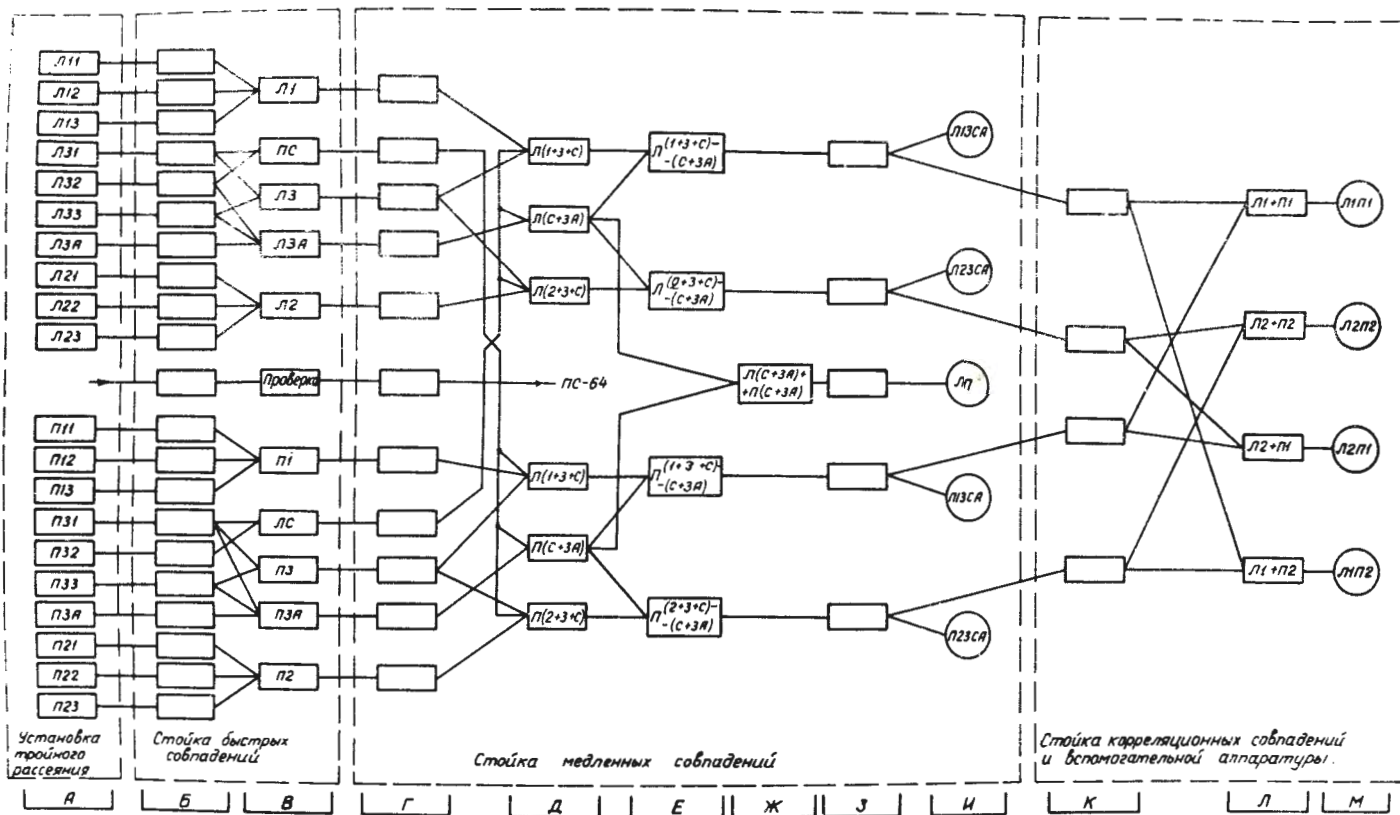 Л11
Л12
Л13
Л31
Л32
Л33
Л3А
Л21
Л22
Л23
П11
П12
П13
П31
П32
П33
П3А
П21
П22
П23
Установка
тройного
рассеяния
Л1
ПС
Л3
Л3А
Л2
Проверка
П1
ЛС
П3
П3А
П2
Стойка быстрых
совпадений
ПС-64
Л(1+3+С)
Л(С+3А)
Л(2+3+С)
П(1+3+С)
П(С+3А)
П(2+3+С)
Л(1+3+С)-
-(С+3А)
Л(2+3+С)-
-(С+3А)
Л(С+3А)+
+П(С+3А)
П(1+3+С)-
-(С+3А)
П(2+3+С)-
-(С+3А)
Л13СА
Л23СА
ЛП
П13СА
П23СА
Стойка медленных совпадений
Л1+П1
Л2+П2
Л2+П1
Л1+П2
Л1П1
Л2П2
Л2П1
Л1П2
Стойка корреляционных совпадений
и вспомогательной аппаратуры.
А
Б
В
Г
Д
Е
Ж
З
И
К
Л
М